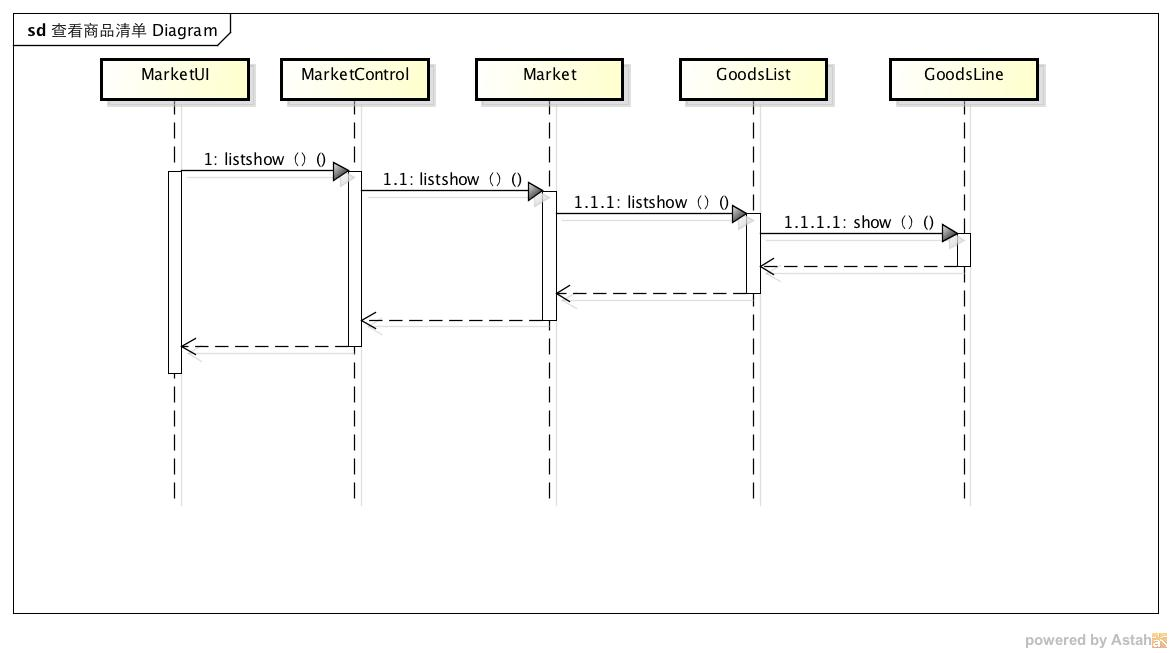 sd 查看商品清单 Diagram
MarketUI
MarketControl
Market
GoodsList
GoodsLine
1: listshow（）()
1.1: listshow（）()
1.1.1: listshow（）()
1.1.1.1: show（）()
powered by Astah